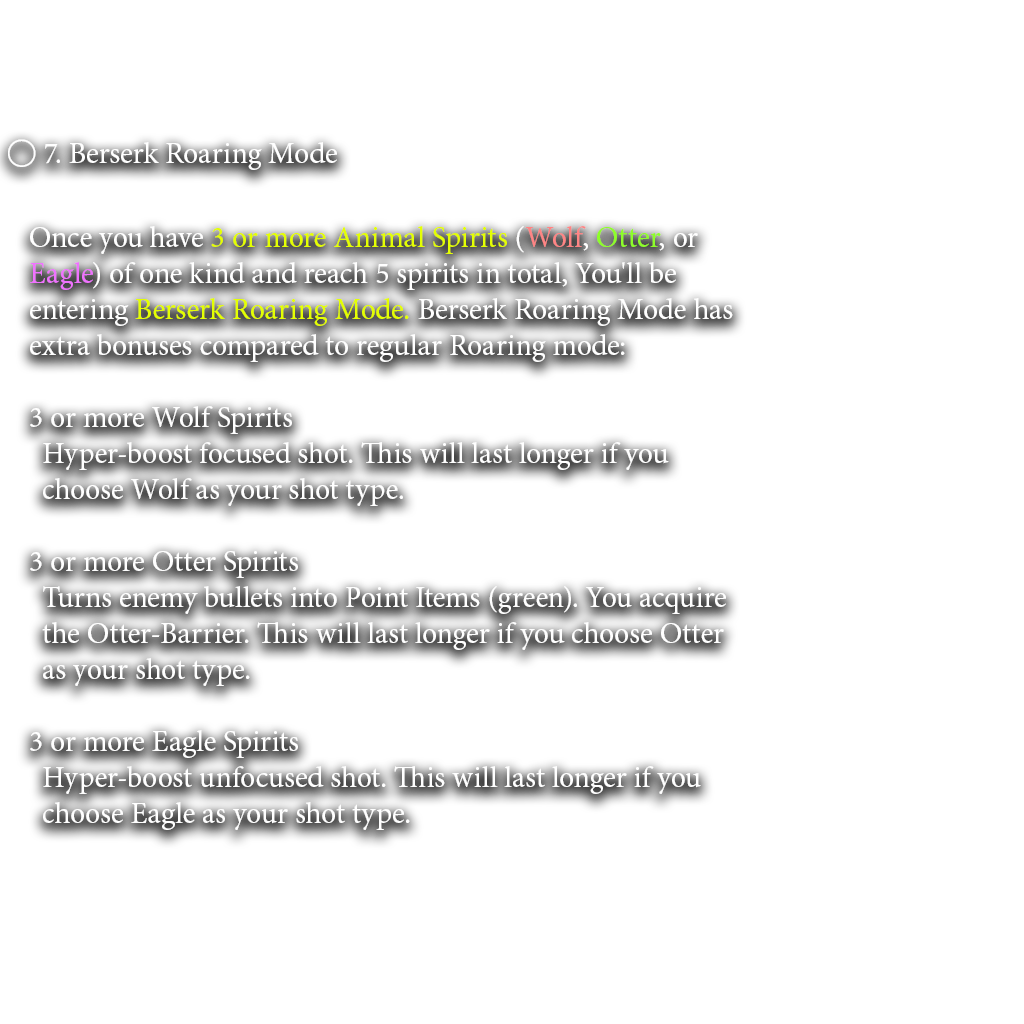 ○ 7. Berserk Roaring Mode
Once you have 3 or more Animal Spirits (Wolf, Otter, or
Eagle) of one kind and reach 5 spirits in total, You'll be
entering Berserk Roaring Mode. Berserk Roaring Mode has
extra bonuses compared to regular Roaring mode:
3 or more Wolf Spirits
Hyper-boost focused shot. This will last longer if you
choose Wolf as your shot type.
3 or more Otter Spirits
Turns enemy bullets into Point Items (green). You acquire
the Otter-Barrier. This will last longer if you choose Otter
as your shot type.
3 or more Eagle Spirits
Hyper-boost unfocused shot. This will last longer if you
choose Eagle as your shot type.